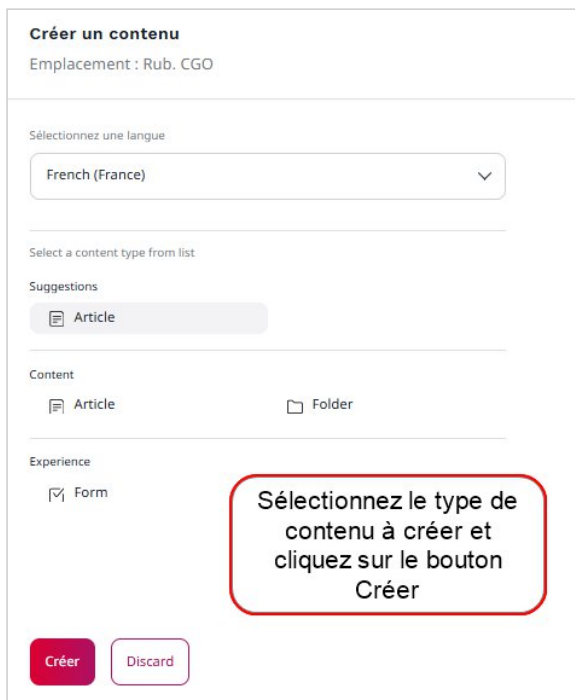 Créer un contenu
Emplacement : Rub. CGO
Sélectionnez une langue
French (France)
Select a content type from list
Suggestions
Article
Content
Article Folder
Experience
Form
Sélectionnez le type de
contenu à créer et
cliquez sur le bouton
Créer
Créer Discard